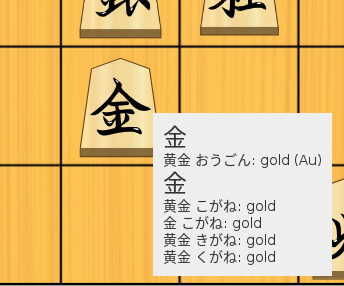 金
金
黄金 おうごん: gold (Au)
金
黄金 こがね: gold
金 こがね: gold
黄金 きがね: gold
黄金 くがね: gold